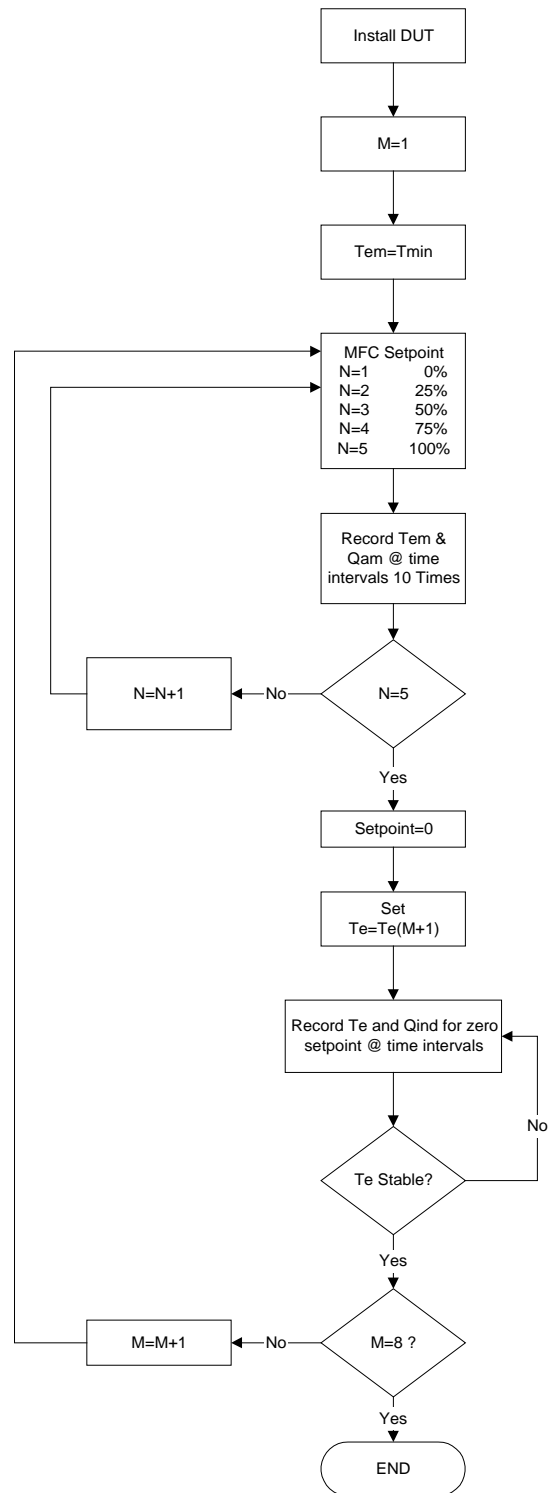 Install DUT
M=1
Tem=Tmin
MFC Setpoint
N=1 0%
N=2 25%
N=3 50%
N=4 75%
N=5 100%
Record Tem &
Qam @ time
intervals 10 Times
N=N+1
No
N=5
Yes
Setpoint=0
Set
Te=Te(M+1)
Record Te and Qind for zero
setpoint @ time intervals
No
Te Stable?
Yes
M=M+1
No
M=8 ?
Yes
END